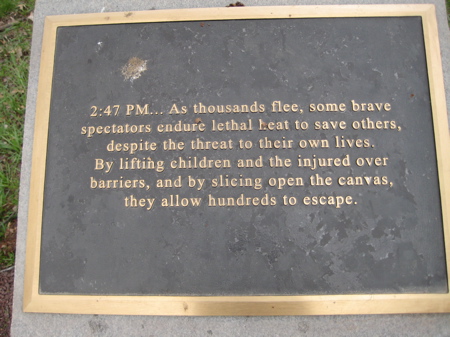 2:47 PM... As thousands flee, some brave
spectators endure lethal heat to save others,
despite the threat to their own lives.
By lifting children and the injured over
barriers, and by slicing open the canvas,
they allow hundreds to escape.